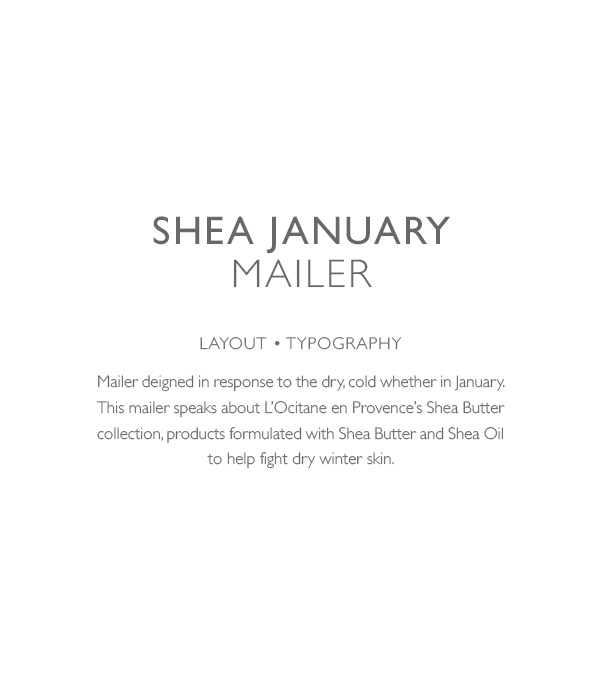 SHEA JANUARY
MAILER
LAYOUT • TYPOGRAPHY
Mailer deigned in response to the dry, cold whether in January.
This mailer speaks about L'Ocitane en Provence's Shea Butter
collection, products formulated with Shea Butter and Shea Oil
to help fight dry winter skin.